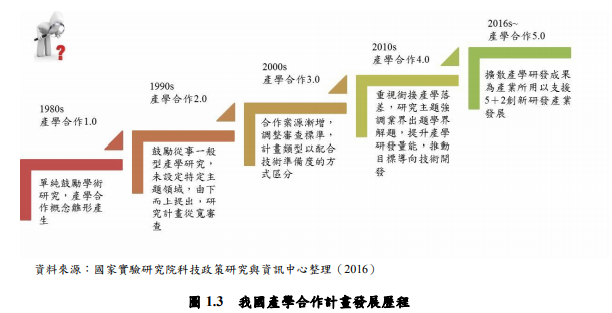 ?
1980s
產學合作1.0
單純鼓勵學術
研究，產學合
作概念雛形產
生
1990s
產學合作2.0
鼓勵從事一般
型產學研究，
未設定特定主
題領域，由下
而上提出，研
究計畫從寬審
查
2000s
產學合作3.0
合作案源漸增，
調整審查標準，
計畫類型以配合
技術準備度的方
式區分
2010s
產學合作4.0
重視銜接產學落
差，研究主題強
調業界出題學界
解題，提升產學
研發量能，推動
目標導向技術開
發
2016s~
產學合作5.0
擴散產學研發成果
為產業所用以支援
5+2創新研發產業
發展
資料來源：國家實驗研究院科技政策研究與資訊中心整理（2016）
圖 1.3 我國產學合作計畫發展歷程